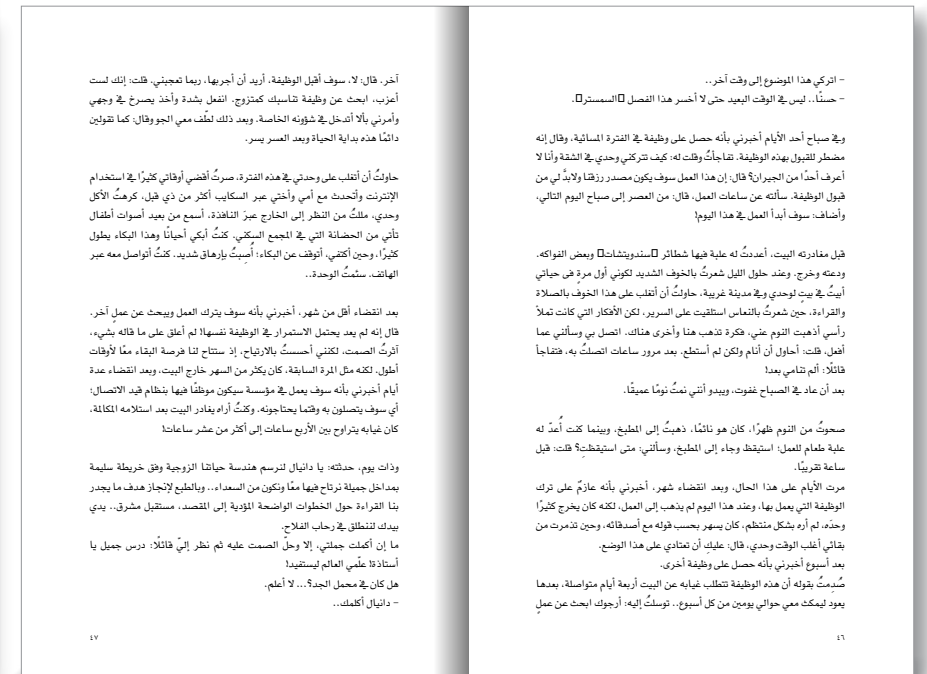 – اتركي هذا الموضوع إلى وقت آخر..
– حسنًا.. ليس في الوقت البعيد حتى لا أخسر هذا الفصل □السمستر□.
وفي صباح أحد الأيام أخبرني بأنه حصل على وظيفة في الفترة المسائية، وقال إنه
مضطر للقبول بهذه الوظيفة. تفاجأتُ وقلت له: كيف تتركني وحدي في الشقة وأنا لا
أعرف أحدًا من الجيران؟ قال: إن هذا العمل سوف يكون مصدر رزقنا ولابدَّ لي من
قبول الوظيفة. سألته عن ساعات العمل، قال: من العصر إلى صباح اليوم التالي،
وأضاف: سوف أبدأ العمل في هذا اليوم!
قبل مغادرته البيت، أعددتُ له علبة فيها شطائر □سندويتشات□ وبعض الفواكه.
ودعته وخرج. وعند حلول الليل شعرتُ بالخوف الشديد لكوني أول مرة في حياتي
أبيتُ في بيتٍ لوحدي وفي مدينة غريبة، حاولتُ أن أتغلب على هذا الخوف بالصلاة
والقراءة، حين شعرتُ بالنعاس استلقيت على السرير، لكن الأفكار التي كانت تملأ
رأسي أذهبت النوم عني، فكرة تذهب هنا وأخرى هناك. اتصل بي وسألني عما
أفعل، قلت: أحاول أن أنام ولكن لم أستطع. بعد مرور ساعات اتصلتُ به، فتفاجأ
قائلًا: ألم تنامي بعد!
بعد أن عاد في الصباح غفوت، ويبدو أنني نمتُ نومًا عميقًا.
صحوتُ من النوم ظهرًا، كان هو نائمًا، ذهبتُ إلى المطبخ، وبينما كنت أُعدّ له
علبة طعام للعمل؛ استيقظ وجاء إلى المطبخ، وسألني: متى استيقظتِ؟ قلت: قبل
ساعة تقريبًا.
مرت الأيام على هذا الحال، وبعد انقضاء شهر، أخبرني بأنه عازمٌ على ترك
الوظيفة التي يعمل بها، وعند هذا اليوم لم يذهب إلى العمل، لكنه كان يخرج كثيرًا
وحدَه، لم أره بشكل منتظم، كان يسهر بحسب قوله مع أصدقائه، وحين تذمرت من
بقائي أغلب الوقت وحدي، قال: عليكِ أن تعتادي على هذا الوضع.
بعد أسبوع أخبرني بأنه حصل على وظيفة أخرى.
صُدِمتُ بقوله أن هذه الوظيفة تتطلب غيابه عن البيت أربعة أيام متواصلة، بعدها
يعود ليمكث معي حوالي يومين من كل أسبوع.. توسلتُ إليه: أرجوك ابحث عن عملٍ
٤٦
آخر. قال: لا، سوف أقبل الوظيفة، أريد أن أجربها، ربما تعجبني. قلت: إنك لست
أعزب، ابحث عن وظيفة تناسبك كمتزوج. انفعل بشدة وأخذ يصرخ في وجهي
وأمرني بألا أتدخل في شؤونه الخاصة. وبعد ذلك لطّف معي الجو وقال: كما تقولين
دائمًا هذه بداية الحياة وبعد العسر يسر.
حاولتُ أن أتغلب على وحدتي في هذه الفترة، صرتُ أقضي أوقاتي كثيرًا في استخدام
الإنترنت وأتحدث مع أمي وأختي عبر السكايب أكثر من ذي قبل، كرهتُ الأكل
وحدي، مللتُ من النظر إلى الخارج عبرَ النافذة، أسمع من بعيد أصوات أطفال
تأتي من الحضانة التي في المجمع السكني. كنتُ أبكي أحيانًا وهذا البكاء يطول
كثيرًا، وحين أكتفي، أتوقف عن البكاء؛ أُصِبتُ بإرهاق شديد. كنتُ أتواصل معه عبر
الهاتف. سئمتُ الوحدة..
بعد انقضاء أقل من شهر، أخبرني بأنه سوف يترك العمل ويبحث عن عملٍ آخر.
قال إنه لم يعد يحتمل الاستمرار في الوظيفة نفسها! لم أعلق على ما قاله بشيء،
آثرتُ الصمت، لكنني أحسستُ بالارتياح، إذ ستتاح لنا فرصة البقاء معًا لأوقات
أطول، لكنه مثل المرة السابقة، كان يكثر من السهر خارج البيت، وبعد انقضاء عدة
أيام أخبرني بأنه سوف يعمل في مؤسسة سيكون موظفًا فيها بنظام قيد الاتصال؛
أي سوف يتصلون به وقتما يحتاجونه. وكنتُ أراه يغادر البيت بعد استلامه المكالمة،
كان غيابه يتراوح بين الأربع ساعات إلى أكثر من عشر ساعات!
وذات يوم، حدثته: يا دانيال لنرسم هندسة حياتنا الزوجية وفق خريطة سليمة
بمداخل جميلة نرتاح فيها معًا ونكون من السعداء.. وبالطبع لإنجاز هدف ما يجدر
بنا القراءة حول الخطوات الواضحة المؤدية إلى المقصد، مستقبل مشرق.. يدي
بيدك لننطلق في رحاب الفلاح.
ما إن أكملت جملتي، إلا وحلّ الصمت عليه ثم نظر إليّ قائلًا: درس جميل يا
أستاذة! علّمي العالم ليستفيد!
هل كان في محمل الجد؟... لا أعلم.
– دانيال أكلمك..
٤٧